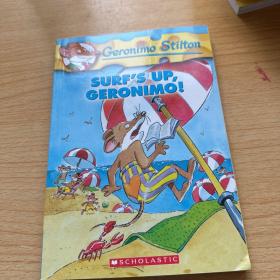 Geronimo Stilton
SURF'S UP,
GERONIMO!
SCHOLASTIC